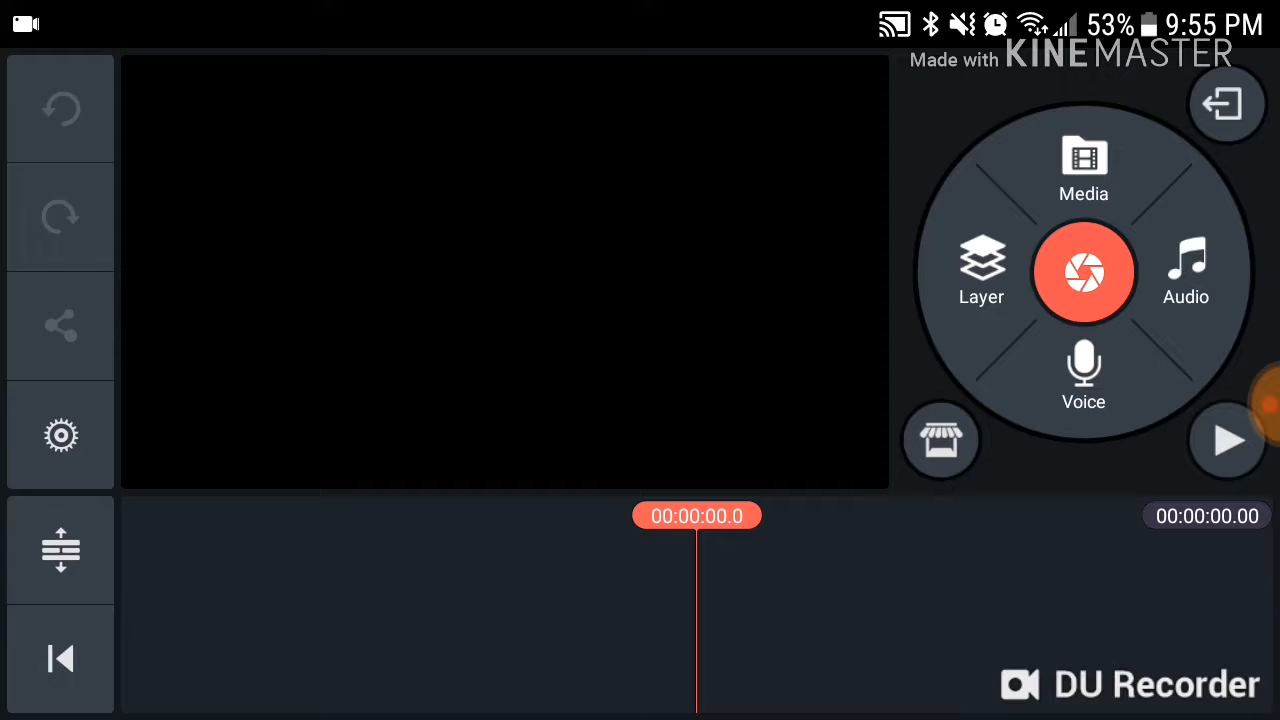 53% 9:55 PM
Made with KINEMASTER
Media
Layer
Audio
Voice
00:00:00.0
00:00:00.00
DU Recorder